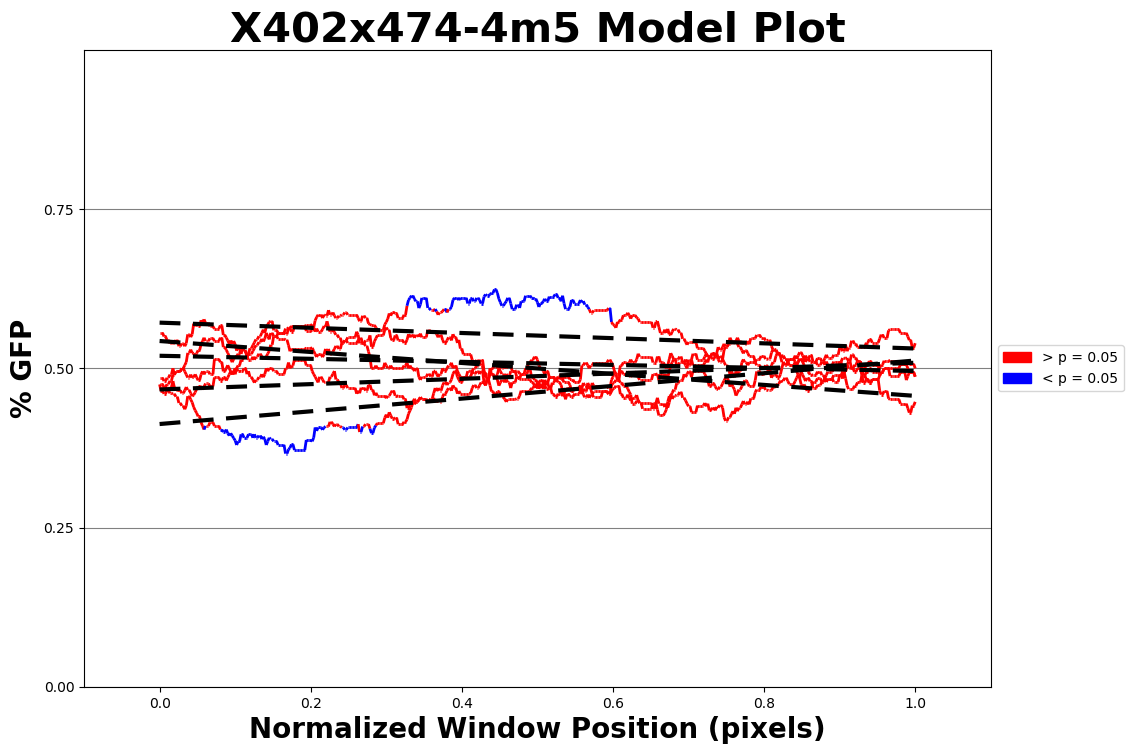 X402x474-4m5 Model Plot
% GFP
0.75
0.50
0.25
0.00
0.0 0.2 0.4 0.6 0.8 1.0
Normalized Window Position (pixels)
> p = 0.05
< p = 0.05